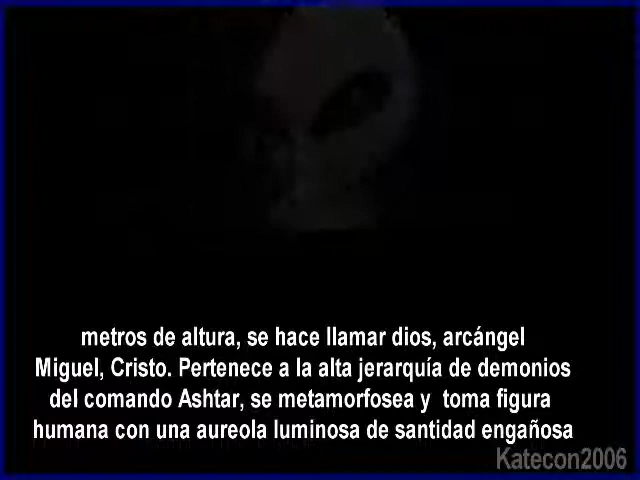 metros de altura, se hace llamar dios, arcángel
Miguel, Cristo. Pertenece a la alta jerarquía de demonios
del comando Ashtar, se metamorfosea y toma figura
humana con una aureola luminosa de santidad engañosa
Katecon2006